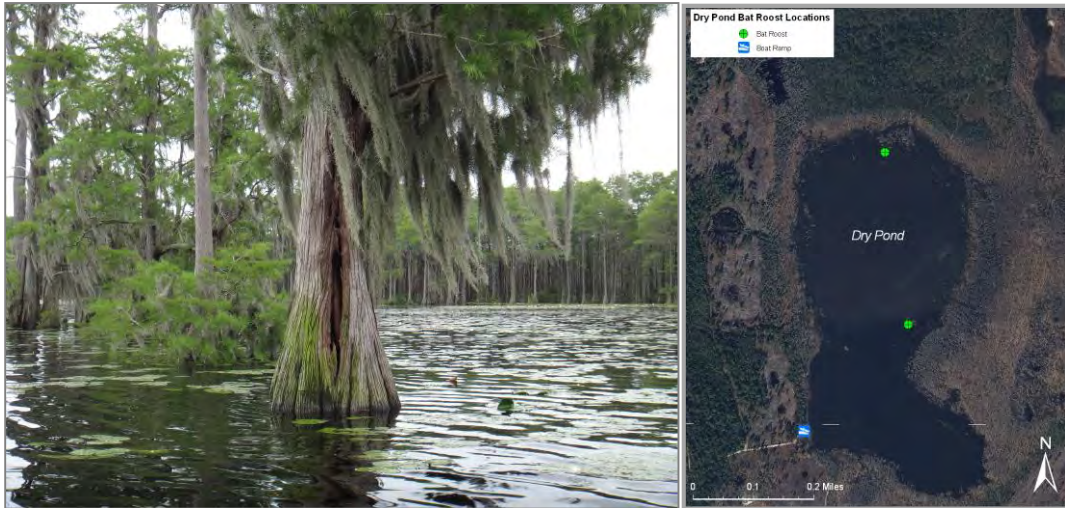 Dry Pond Bat Roost Locations
Bat Roost
Boat Ramp
Dry Pond
N
0 0.1 0.2 Miles